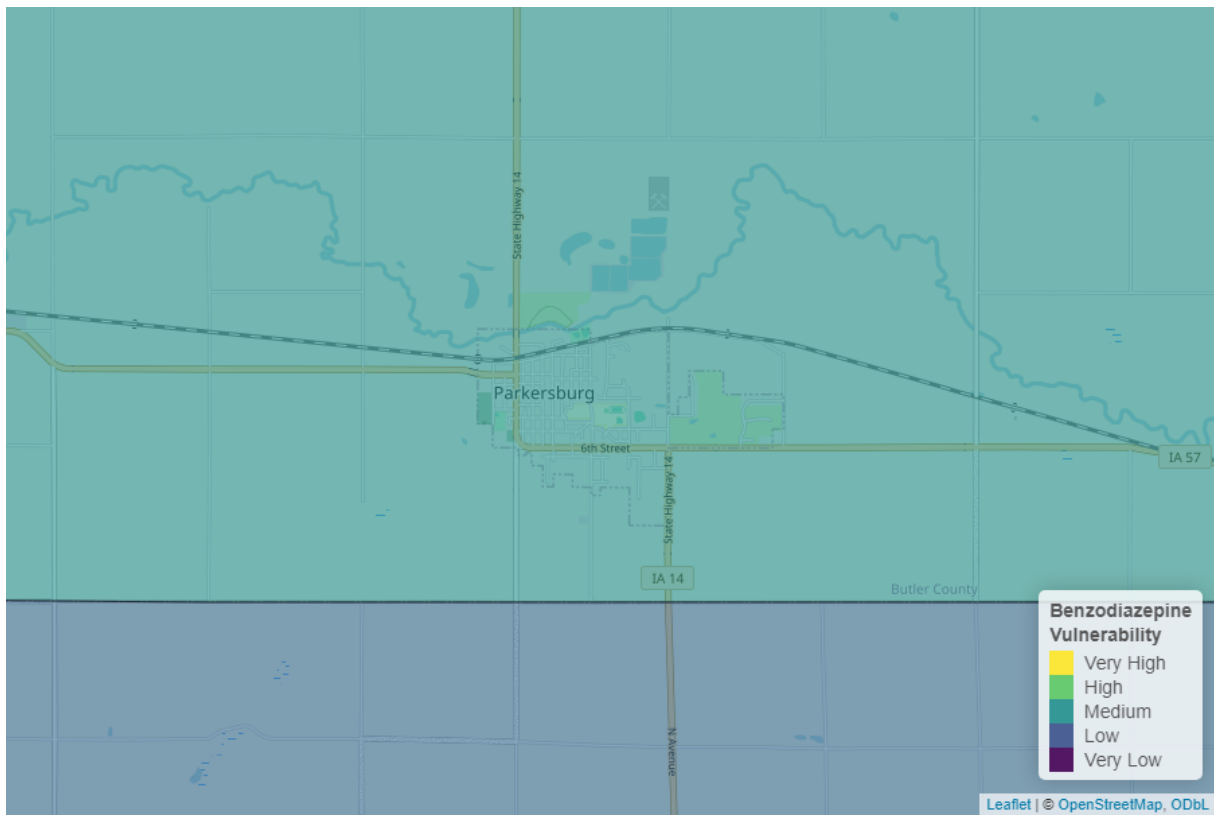 State Highway 14
Parkersburg
6th Street
IA 57
State Highway 14
IA 14
Butler County
N Avenue
Benzodiazepine
Vulnerability
Very High
High
Medium
Low
Very Low
Leaflet | © OpenStreetMap, ODbL